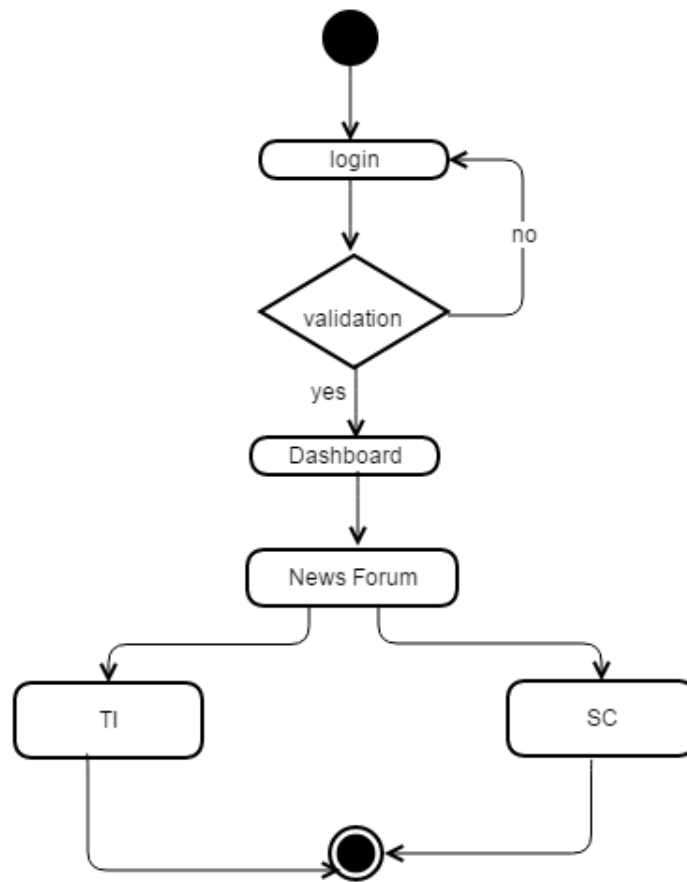 login
no
validation
yes
Dashboard
News Forum
TI
SC